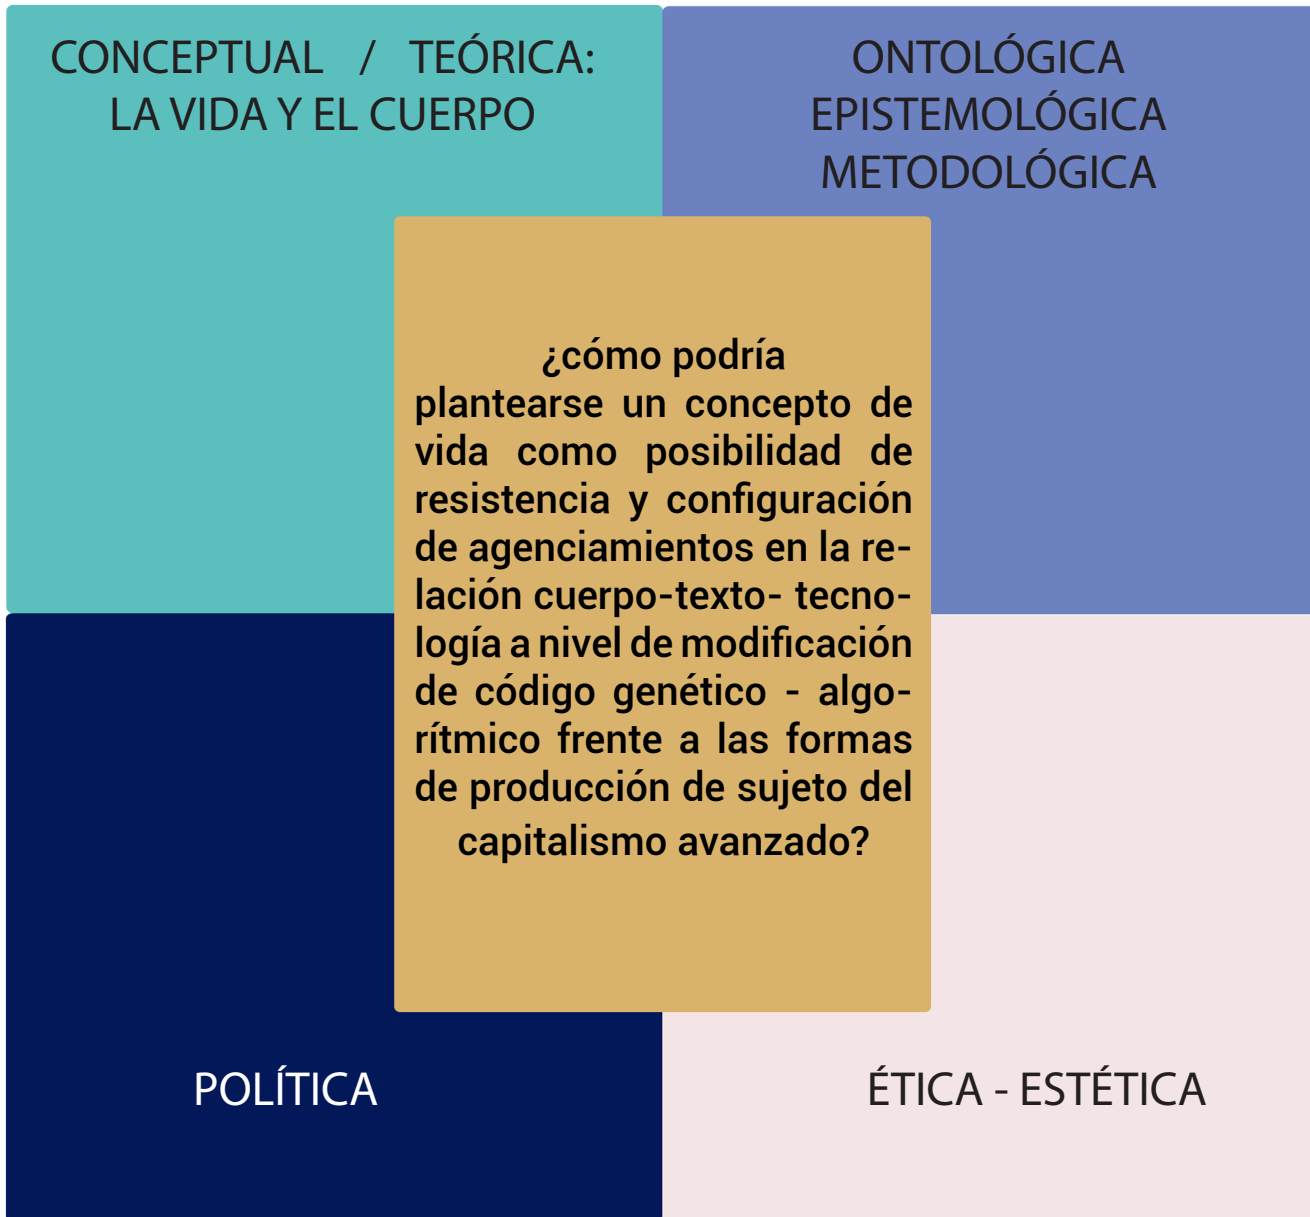 CONCEPTUAL / TEÓRICA:
LA VIDA Y EL CUERPO
ONTOLÓGICA
EPISTEMOLÓGICA
METODOLÓGICA
¿cómo podría
plantearse un concepto de
vida como posibilidad de
resistencia y configuración
de agenciamientos en la re-
lación cuerpo-texto- tecno-
logía a nivel de modificación
de código genético - algo-
rítmico frente a las formas
de producción de sujeto del
capitalismo avanzado?
POLÍTICA
ÉTICA - ESTÉTICA